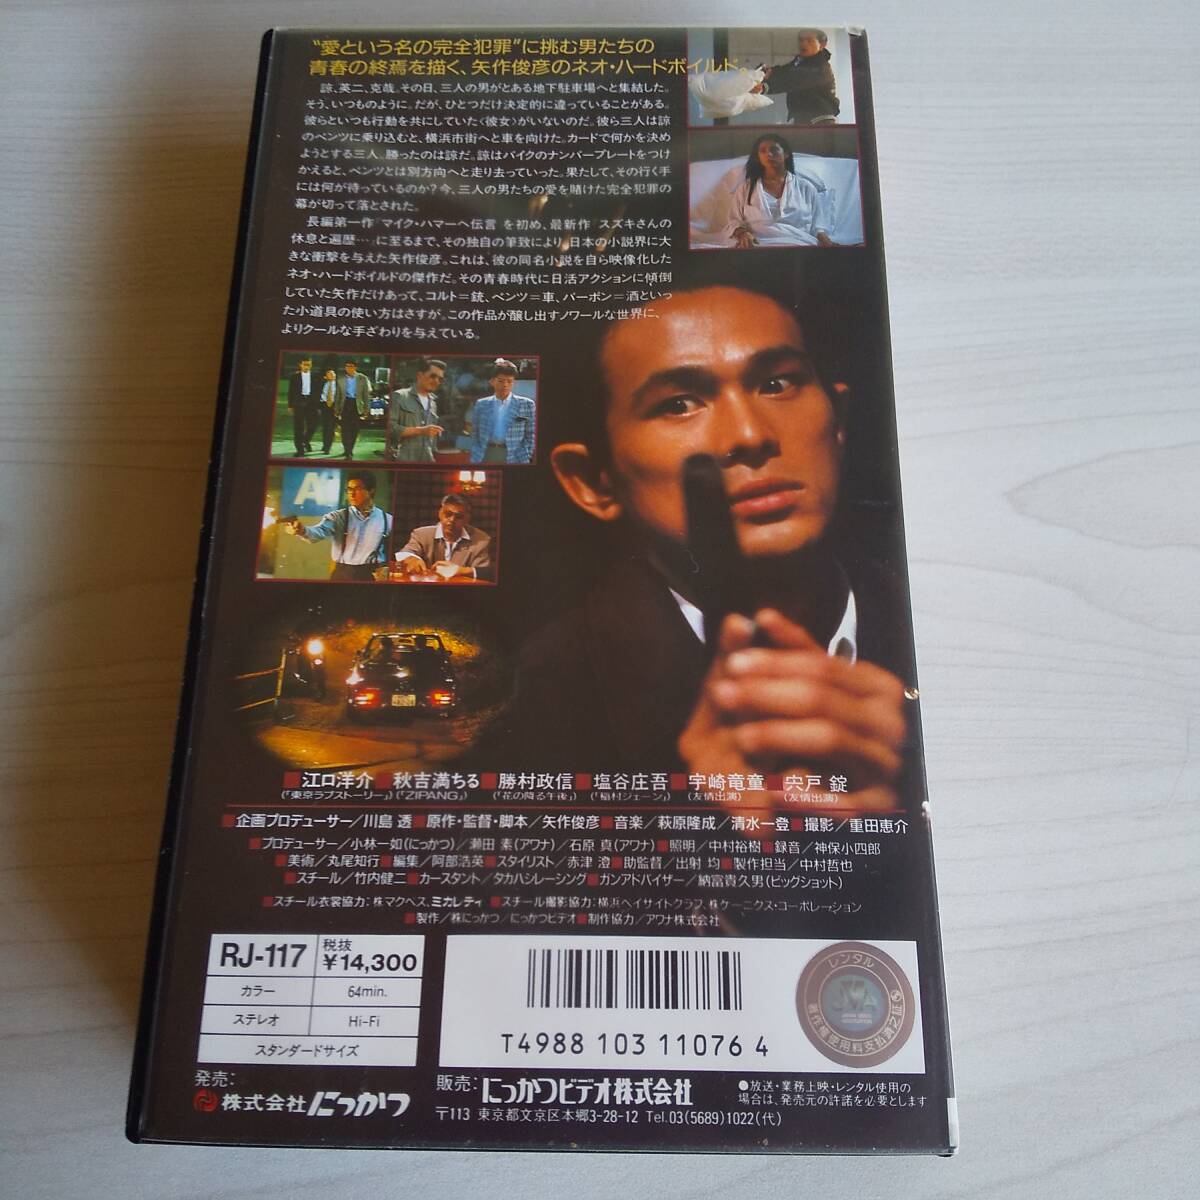 “愛という名の完全犯罪”に挑む男たちの
青春の終焉を描く、矢作俊彦のネオ・ハードボイルド。
諒、英二、克哉。その日、三人の男がとある地下駐車場へと集結した。
そう、いつものように。だが、ひとつだけ決定的に違っていることがある。
彼らといつも行動を共にしていた〈彼女〉がいないのだ。彼ら三人は諒
のベンツに乗り込むと、横浜市街へと車を向けた。カードで何かを決め
ようとする三人。勝ったのは諒だ。諒はバイクのナンバープレートをつけ
かえると、ベンツとは別方向へと走り去っていった。果たして、その行く手
には何が待っているのか?今、三人の男たちの愛を賭けた完全犯罪の
幕が切って落とされた。
長編第一作『マイク・ハマーへ伝言』を初め、最新作『スズキさんの
休息と遍歴…』に至るまで、その独自の筆致により、日本の小説界に大
きな衝撃を与えた矢作俊彦。これは、彼の同名小説を自ら映像化した
ネオ・ハードボイルドの傑作だ。その青春時代に日活アクションに傾倒
していた矢作だけあって、コルト=銃、ベンツ=車、バーボン=酒といっ
た小道具の使い方はさすが。この作品が醸し出すノワールな世界に、
よりクールな手ざわりを与えている。
■江口洋介 ■秋吉満ちる ■勝村政信 ■塩谷庄吾 ■宇崎竜童 ■宍戸 錠
(「東京ラブストーリー」) (「ZIPANG」) (「花の降る午後」) (「稲村ジェーン」) (友情出演) (友情出演)
■企画プロデューサー/川島 透 ■原作・監督・脚本/矢作俊彦 ■音楽/萩原隆成/清水一登 ■撮影/重田恵介
■プロデューサー/小林一如(にっかつ)/瀬田 素(アワナ)/石原 真(アワナ) ■照明/中村裕樹 ■録音/神保小四郎
■美術/丸尾知行 ■編集/阿部浩英 ■スタイリスト/赤津 澄 ■助監督/出射 均 ■製作担当/中村哲也
■スチール/竹内健二 ■カースタント/タカハシレーシング ■ガンアドバイザー/納富貴久男(ビッグショット)
■スチール衣裳協力:㈱マクヘス、ミカレディ ■スチール撮影協力:横浜ベイサイトクラブ、㈱ケーニクス・コーポレーション
■製作/㈱にっかつ/にっかつビデオ ■制作協力/アワナ株式会社
RJ-117 税抜 ¥14,300
カラー 64min.
ステレオ Hi-Fi
スタンダードサイズ
T4988 103 11076 4
レンタル
JVA
著作権使用料支払済之証
発売:
株式会社にっかつ
販売:にっかつビデオ株式会社
〒113 東京都文京区本郷3-28-12 Tel.03(5689)1022(代)
●放送・業務上映・レンタル使用の
場合は、発売元の許諾を必要とします